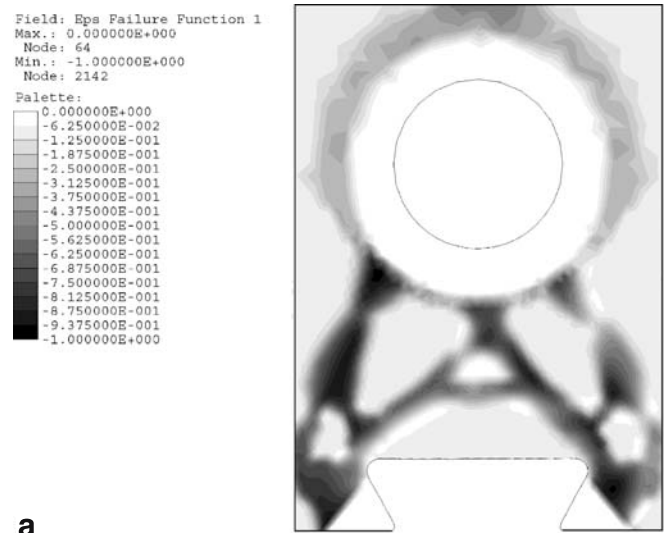 Field: Eps Failure Function 1
Max.: 0.000000E+000
Node: 64
Min.: -1.000000E+000
Node: 2142
Palette:
0.000000E+000
-6.250000E-002
-1.250000E-001
-1.875000E-001
-2.500000E-001
-3.125000E-001
-3.750000E-001
-4.375000E-001
-5.000000E-001
-5.625000E-001
-6.250000E-001
-6.875000E-001
-7.500000E-001
-8.125000E-001
-8.750000E-001
-9.375000E-001
-1.000000E+000
a